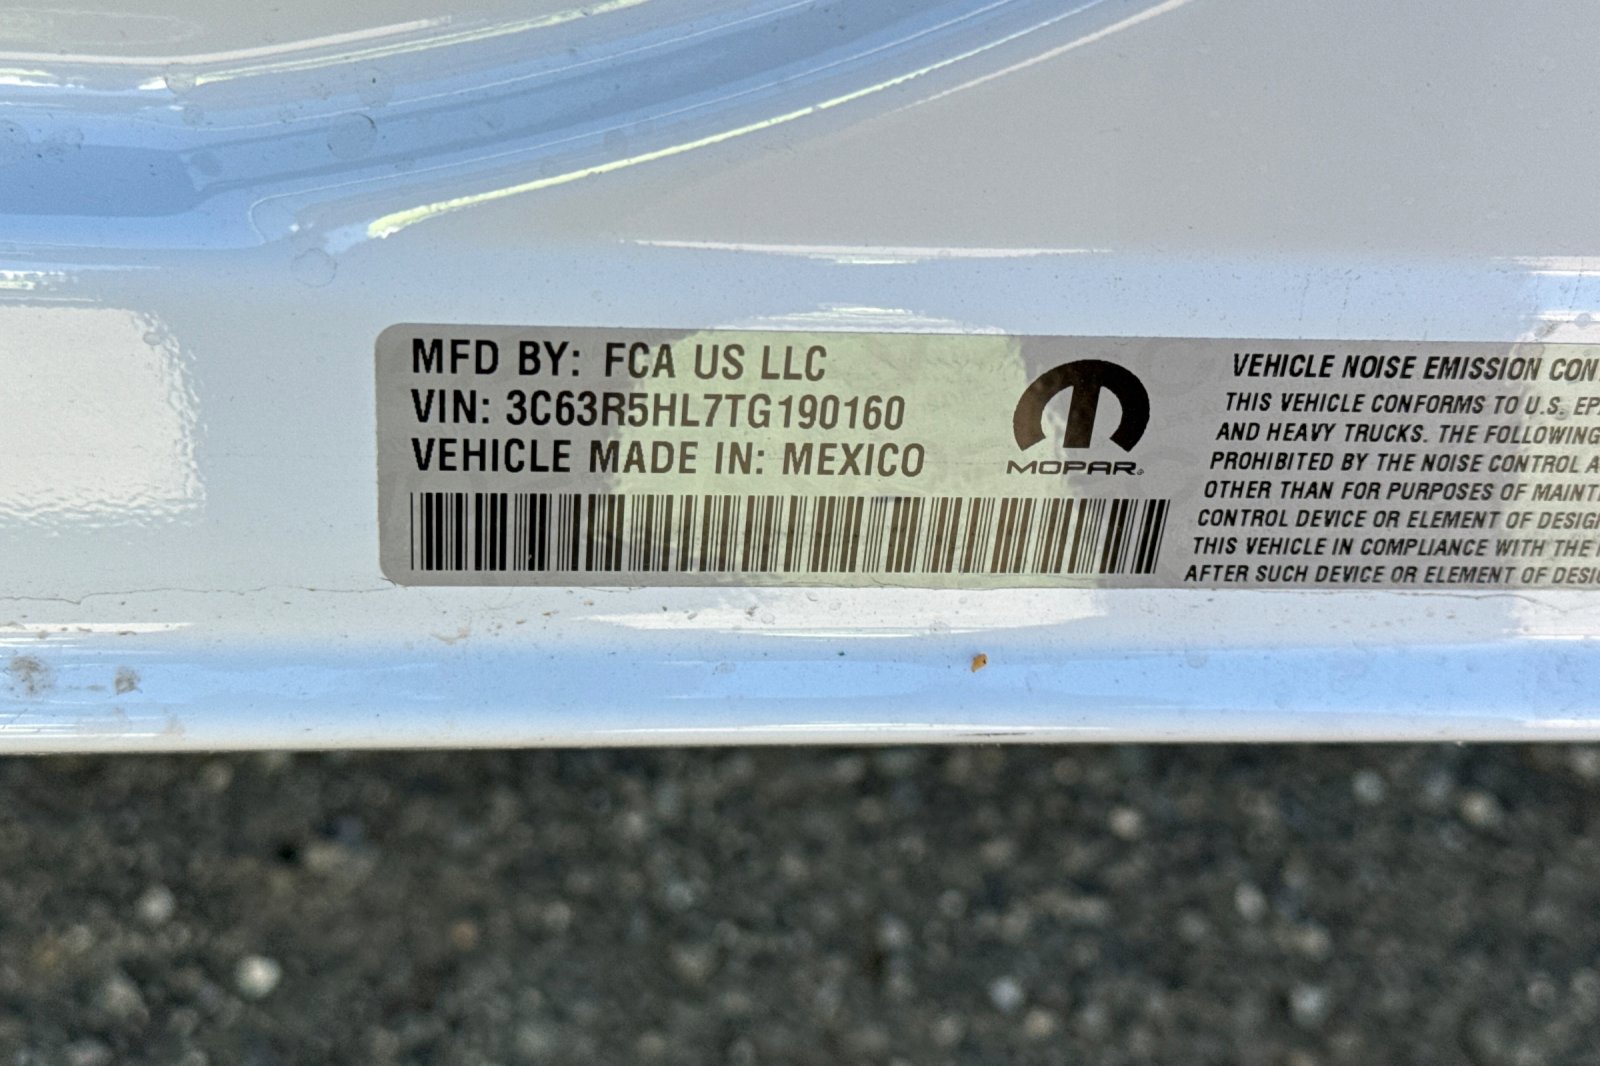 MFD BY: FCA US LLC
VIN: 3C63R5HL7TG190160
VEHICLE MADE IN: MEXICO
MOPAR
VEHICLE NOISE EMISSION
THIS VEHICLE CONFORMS TO U.S.
AND HEAVY TRUCKS. THE FOLLOWING
PROHIBITED BY THE NOISE CONTROL
OTHER THAN FOR PURPOSES OF
CONTROL DEVICE OR ELEMENT OF
THIS VEHICLE IN COMPLIANCE WITH THE
AFTER SUCH DEVICE OR ELEMENT OF